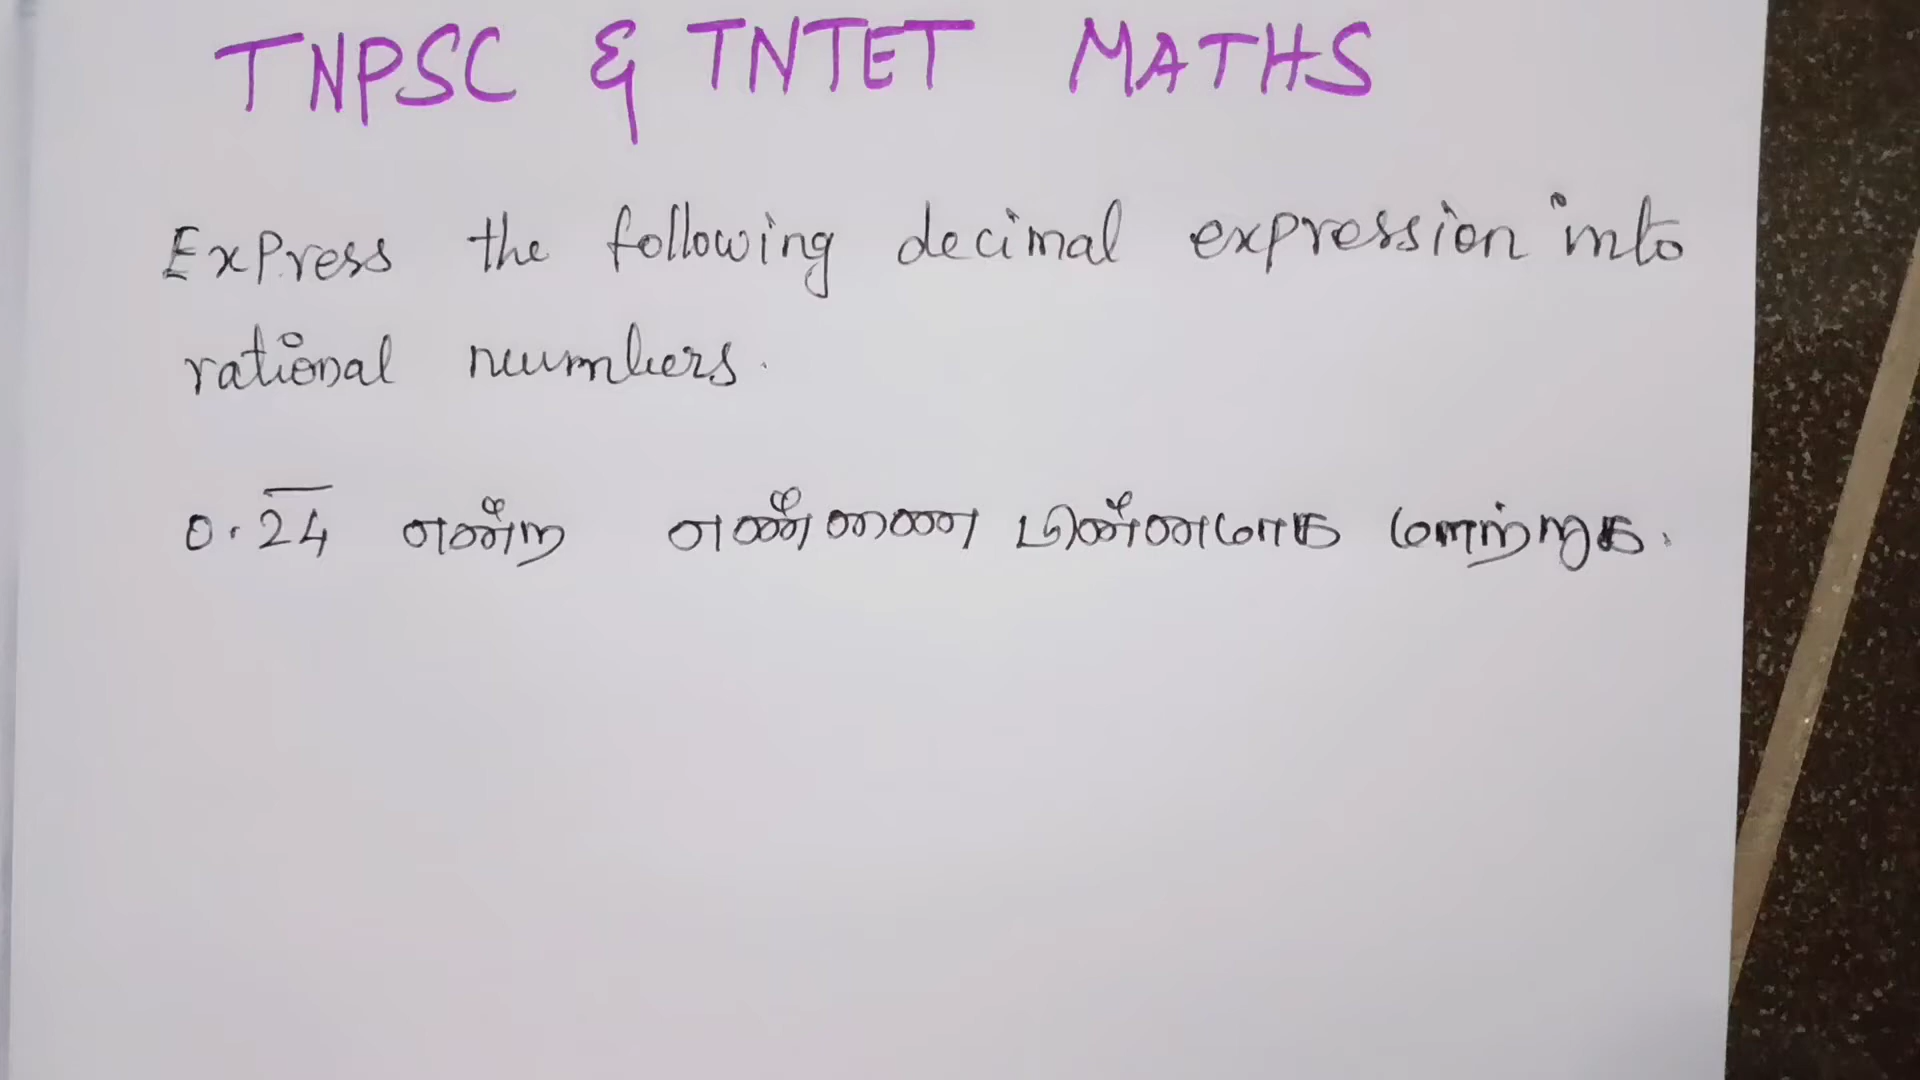 TNPSC & TNTET MATHS
Express the following decimal expression into
rational numbers.
0.2̅4̅ என்ற எண்ணை பின்னமாக மாற்றுக.